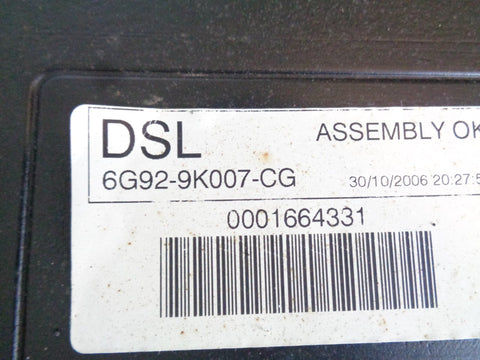 DSL ASSEMBLY OK
6G92-9K007-CG 30/10/2006 20:27:5
0001664331